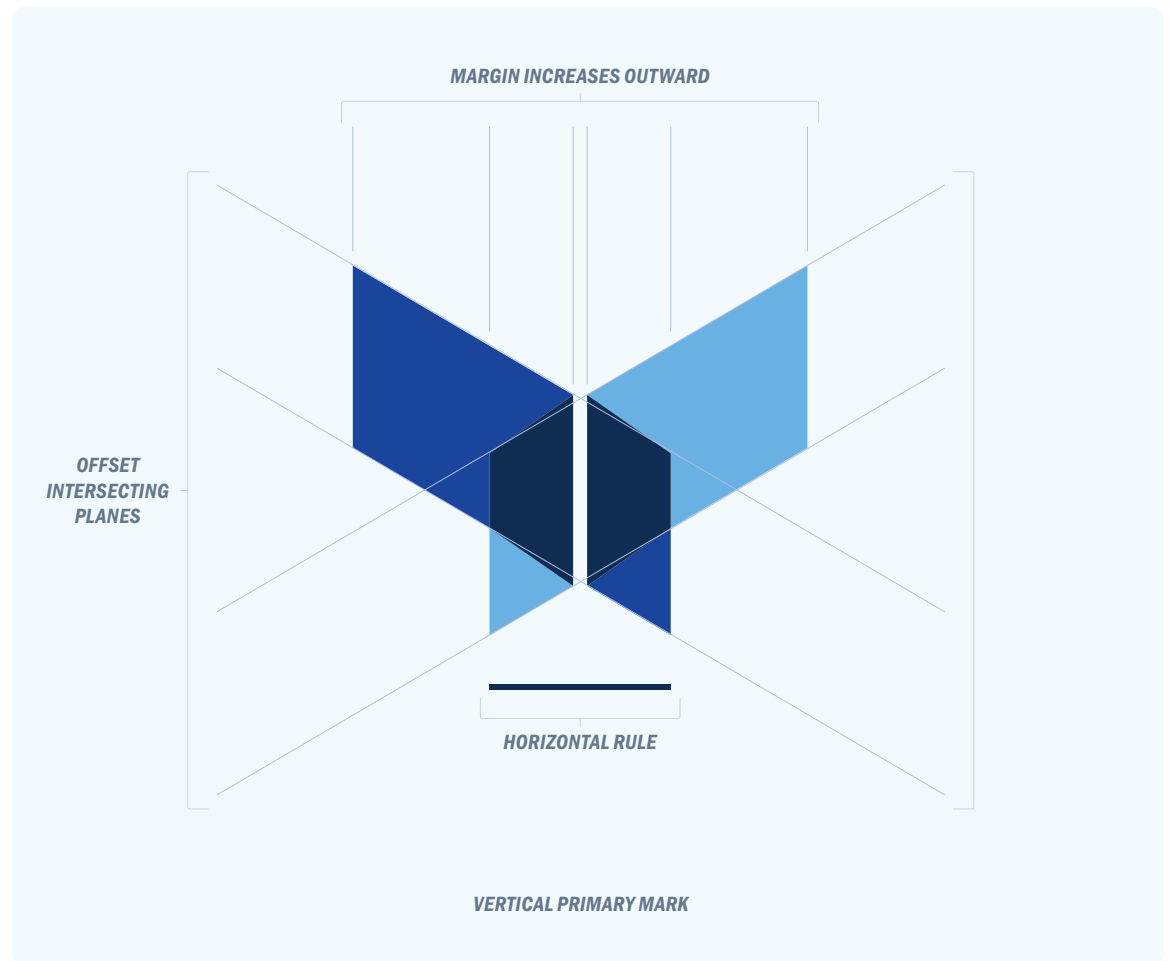 MARGIN INCREASES OUTWARD
OFFSET
INTERSECTING
PLANES
HORIZONTAL RULE
VERTICAL PRIMARY MARK